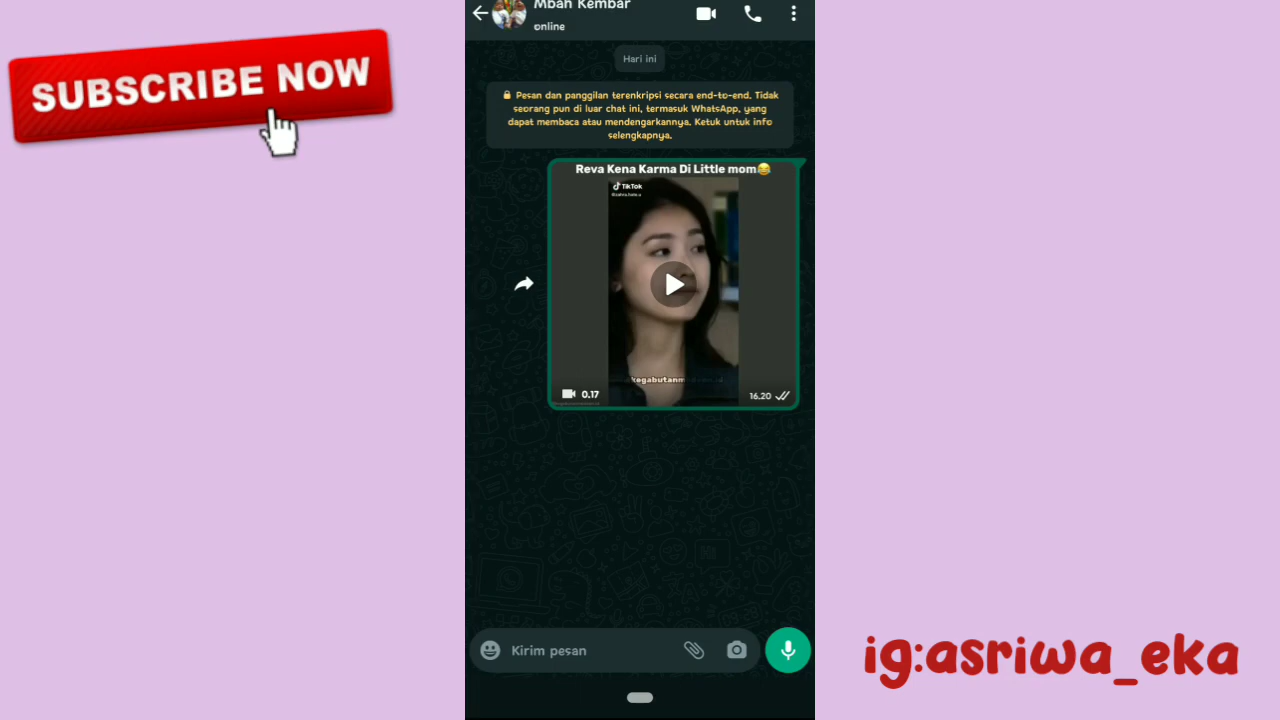 SUBSCRIBE NOW
Mbah Kembar
online
Hari ini
Pesan dan panggilan terenkripsi secara end-to-end. Tidak
seorang pun di luar chat ini, termasuk WhatsApp, yang
dapat membaca atau mendengarkannya. Ketuk untuk info
selengkapnya.
Reva Kena Karma Di Little mom😂
TikTok
0.17
16.20
Kirim pesan
ig:asriwa_eka